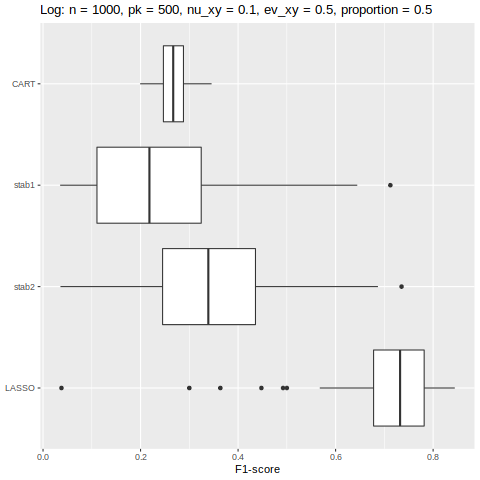 Log: n = 1000, pk = 500, nu_xy = 0.1, ev_xy = 0.5, proportion = 0.5
CART
stab1
stab2
LASSO
0.0 0.2 0.4 0.6 0.8
F1-score